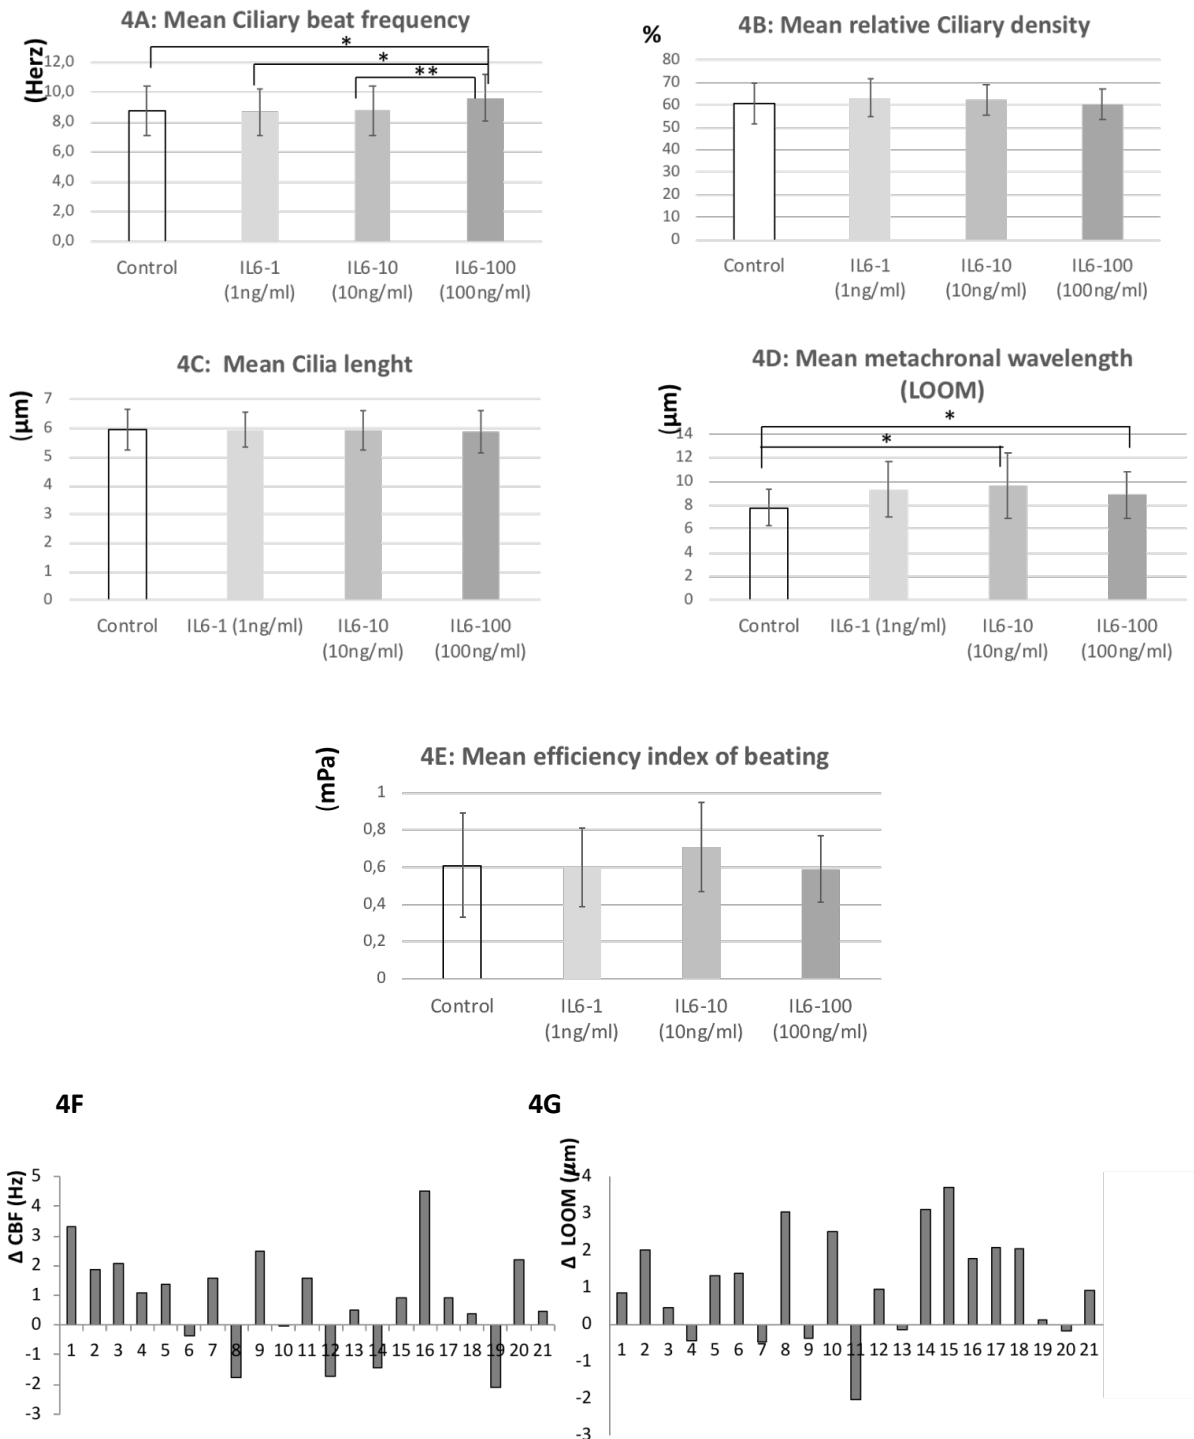 4A: Mean Ciliary beat frequency
(Herz)
*
*
**
12,0
10,0
8,0
6,0
4,0
2,0
0,0
Control
IL6-1
(1ng/ml)
IL6-10
(10ng/ml)
IL6-100
(100ng/ml)
4B: Mean relative Ciliary density
%
80
70
60
50
40
30
20
10
0
Control
IL6-1
(1ng/ml)
IL6-10
(10ng/ml)
IL6-100
(100ng/ml)
4C: Mean Cilia lenght
(μm)
7
6
5
4
3
2
1
0
Control
IL6-1 (1ng/ml)
IL6-10
(10ng/ml)
IL6-100
(100ng/ml)
4D: Mean metachronal wavelength
(LOOM)
(μm)
*
*
14
12
10
8
6
4
2
0
Control
IL6-1 (1ng/ml)
IL6-10
(10ng/ml)
IL6-100
(100ng/ml)
4E: Mean efficiency index of beating
(mPa)
1
0,8
0,6
0,4
0,2
0
Control
IL6-1
(1ng/ml)
IL6-10
(10ng/ml)
IL6-100
(100ng/ml)
4F
Δ CBF (Hz)
5
4
3
2
1
0
-1
-2
-3
1 2 3 4 5 6 7 8 9 10 11 12 13 14 15 16 17 18 19 20 21
4G
Δ LOOM (μm)
4
3
2
1
0
-1
-2
-3
1 2 3 4 5 6 7 8 9 10 11 12 13 14 15 16 17 18 19 20 21